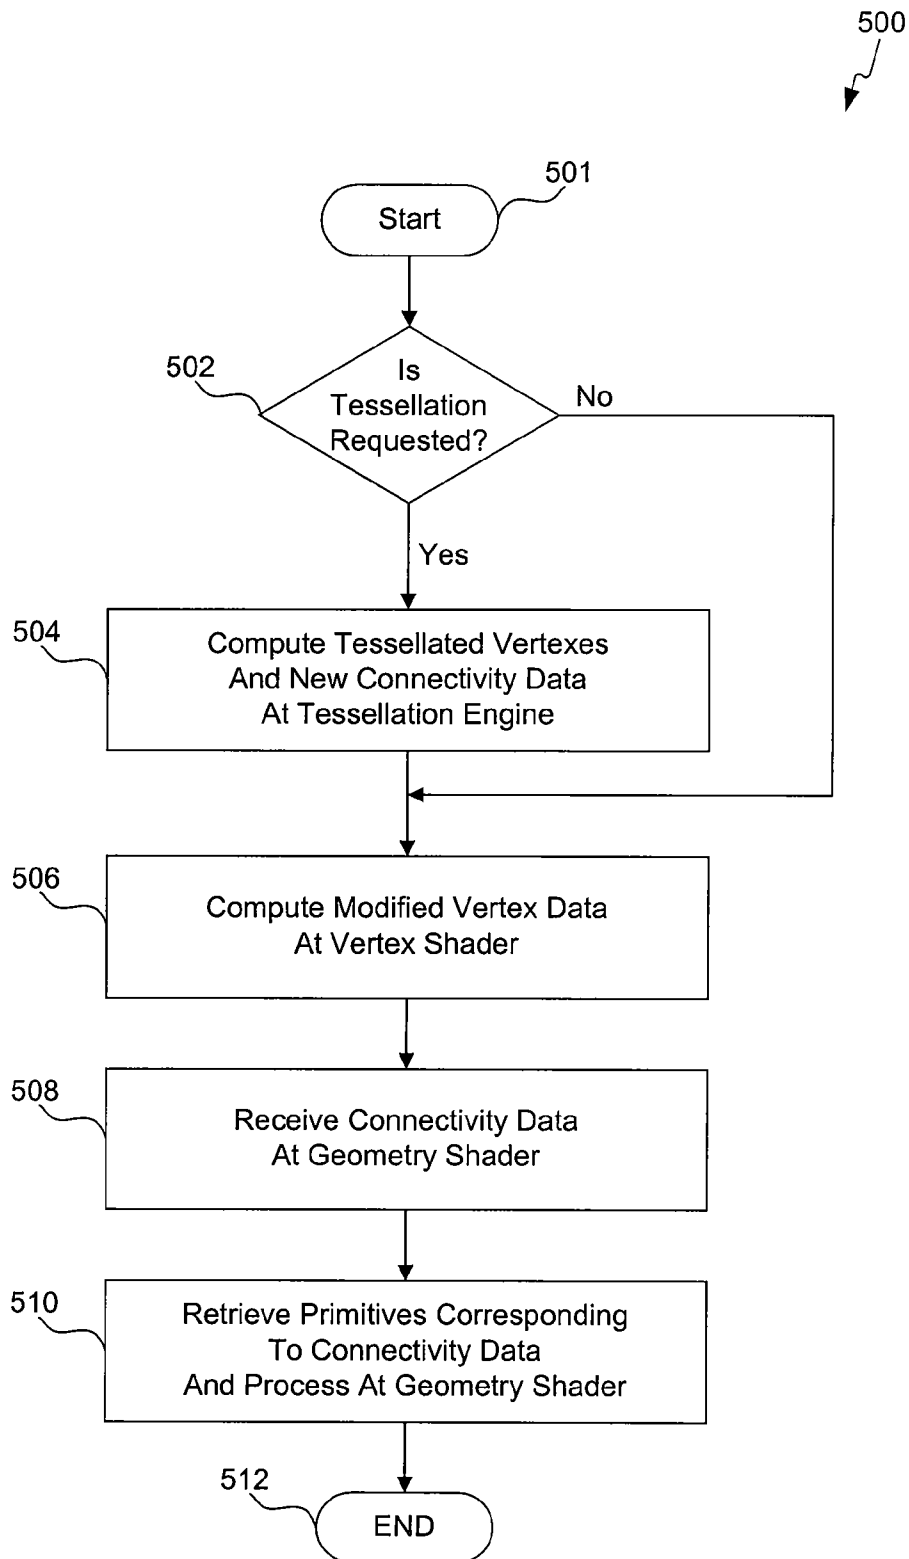 500
501
Start
502
Is
Tessellation
Requested?
No
Yes
504
Compute Tessellated Vertexes
And New Connectivity Data
At Tessellation Engine
506
Compute Modified Vertex Data
At Vertex Shader
508
Receive Connectivity Data
At Geometry Shader
510
Retrieve Primitives Corresponding
To Connectivity Data
And Process At Geometry Shader
512
END